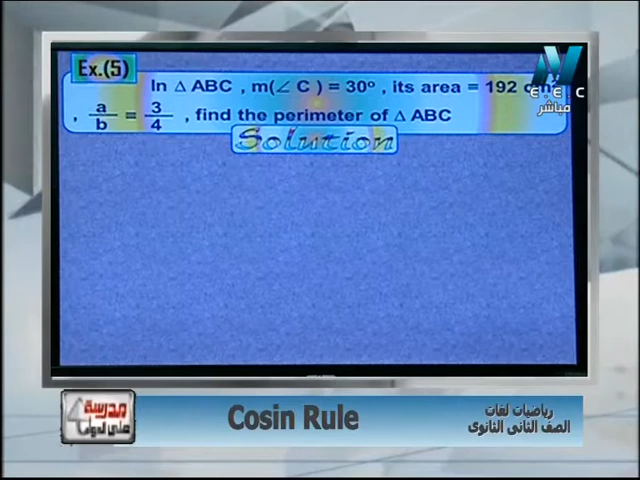 Ex.(5)
In Δ ABC , m(∠ C ) = 30º , its area = 192
, a/b = 3/4 , find the perimeter of Δ ABC
Solution
E E C
مباشر
مدرسة
على الهواء
Cosin Rule
رياضيات لغات
الصف الثانى الثانوى